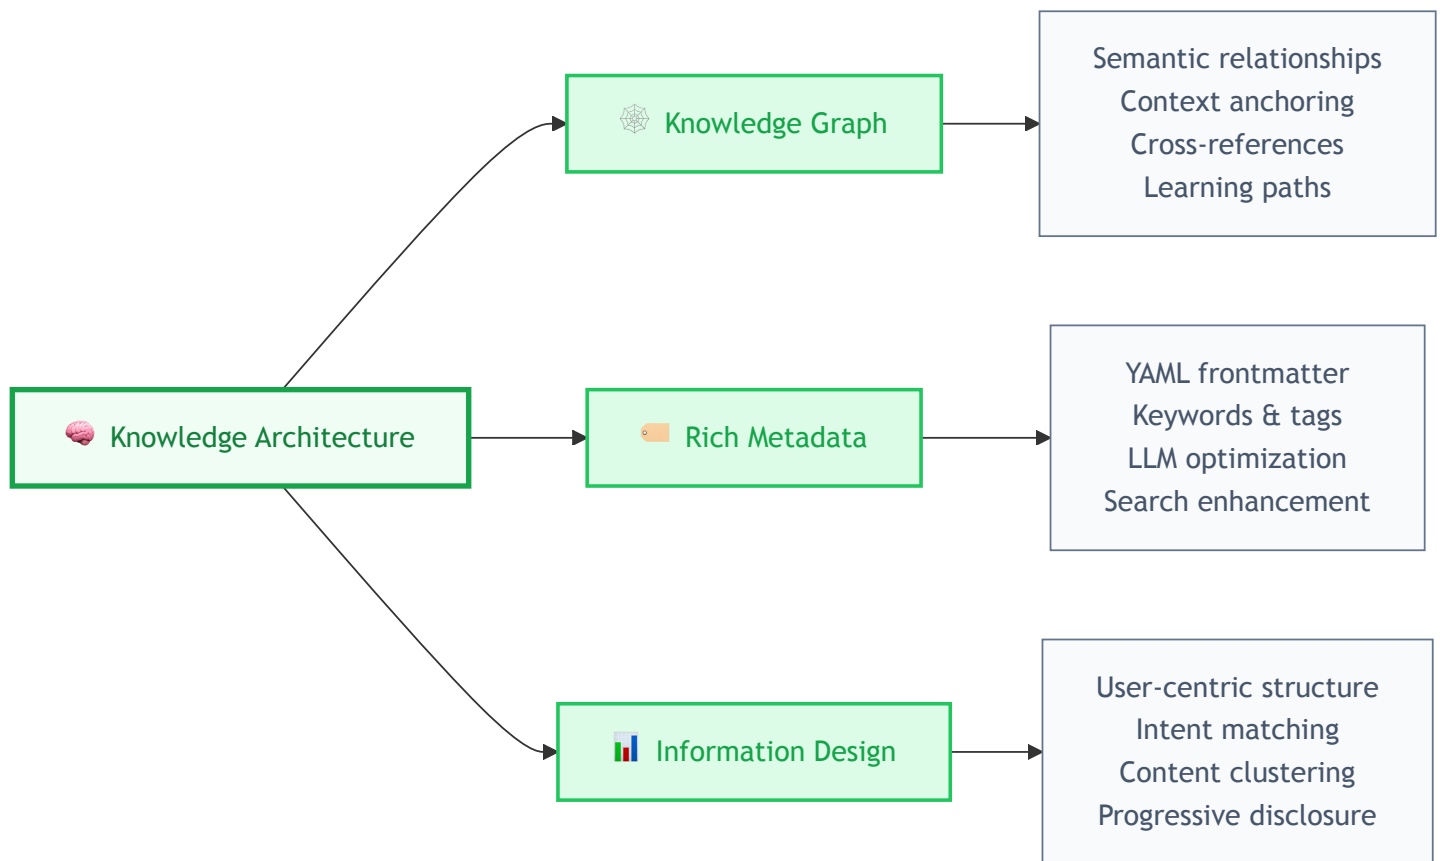 Knowledge Architecture
Knowledge Graph
Semantic relationships
Context anchoring
Cross-references
Learning paths
Rich Metadata
YAML frontmatter
Keywords & tags
LLM optimization
Search enhancement
Information Design
User-centric structure
Intent matching
Content clustering
Progressive disclosure